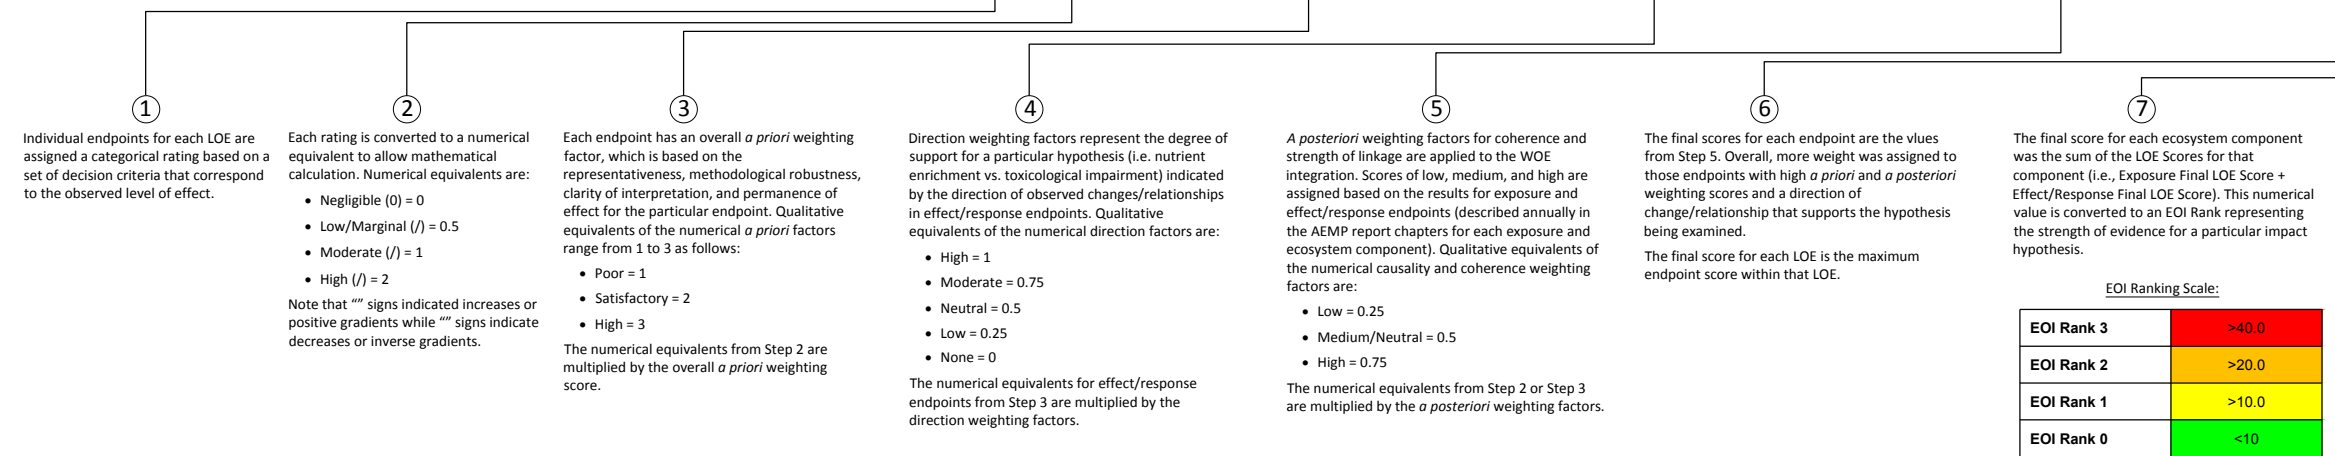 1
Individual endpoints for each LOE are
assigned a categorical rating based on a
set of decision criteria that correspond
to the observed level of effect.
2
Each rating is converted to a numerical
equivalent to allow mathematical
calculation. Numerical equivalents are:
• Negligible (0) = 0
• Low/Marginal (/) = 0.5
• Moderate (/) = 1
• High (/) = 2
Note that “” signs indicated increases or
positive gradients while “” signs indicate
decreases or inverse gradients.
3
Each endpoint has an overall a priori weighting
factor, which is based on the
representativeness, methodological robustness,
clarity of interpretation, and permanence of
effect for the particular endpoint. Qualitative
equivalents of the numerical a priori factors
range from 1 to 3 as follows:
• Poor = 1
• Satisfactory = 2
• High = 3
The numerical equivalents from Step 2 are
multiplied by the overall a priori weighting
score.
4
Direction weighting factors represent the degree of
support for a particular hypothesis (i.e. nutrient
enrichment vs. toxicological impairment) indicated
by the direction of observed changes/relationships
in effect/response endpoints. Qualitative
equivalents of the numerical direction factors are:
• High = 1
• Moderate = 0.75
• Neutral = 0.5
• Low = 0.25
• None = 0
The numerical equivalents for effect/response
endpoints from Step 3 are multiplied by the
direction weighting factors.
5
A posteriori weighting factors for coherence and
strength of linkage are applied to the WOE
integration. Scores of low, medium, and high are
assigned based on the results for exposure and
effect/response endpoints (described annually in
the AEMP report chapters for each exposure and
ecosystem component). Qualitative equivalents of
the numerical causality and coherence weighting
factors are:
• Low = 0.25
• Medium/Neutral = 0.5
• High = 0.75
The numerical equivalents from Step 2 or Step 3
are multiplied by the a posteriori weighting factors.
6
The final scores for each endpoint are the vlues
from Step 5. Overall, more weight was assigned to
those endpoints with high a priori and a posteriori
weighting scores and a direction of
change/relationship that supports the hypothesis
being examined.
The final score for each LOE is the maximum
endpoint score within that LOE.
7
The final score for each ecosystem component
was the sum of the LOE Scores for that
component (i.e., Exposure Final LOE Score +
Effect/Response Final LOE Score). This numerical
value is converted to an EOI Rank representing
the strength of evidence for a particular impact
hypothesis.
EOI Ranking Scale:
EOI Rank 3 >40.0
EOI Rank 2 >20.0
EOI Rank 1 >10.0
EOI Rank 0 <10